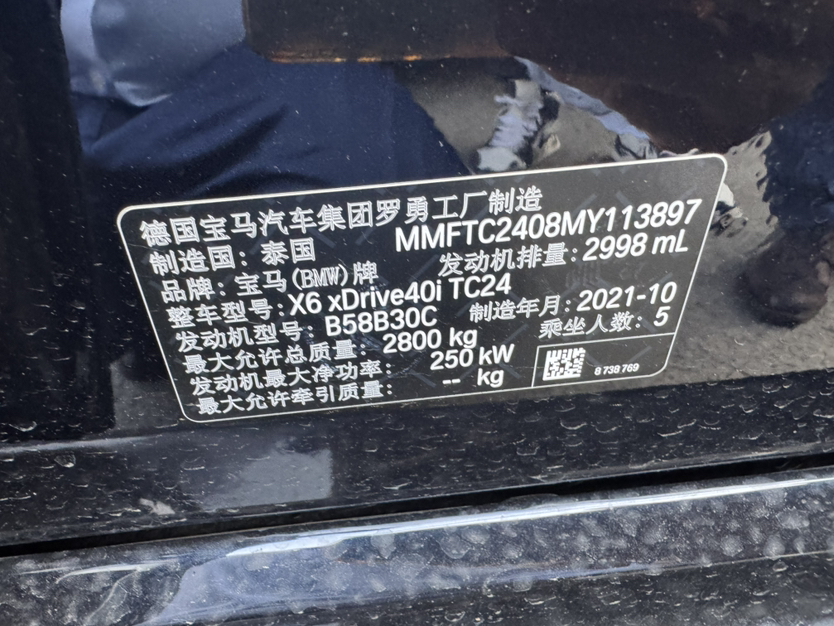 德国宝马汽车集团罗勇工厂制造
制造国：泰国 MMFTC2408MY113897
品牌：宝马(BMW)牌 发动机排量：2998 mL
整车型号：X6 xDrive40i TC24
发动机型号：B58B30C 制造年月：2021-10
最大允许总质量：2800 kg 乘坐人数：5
发动机最大净功率：250 kW
最大允许牵引质量：-- kg
8 738 769